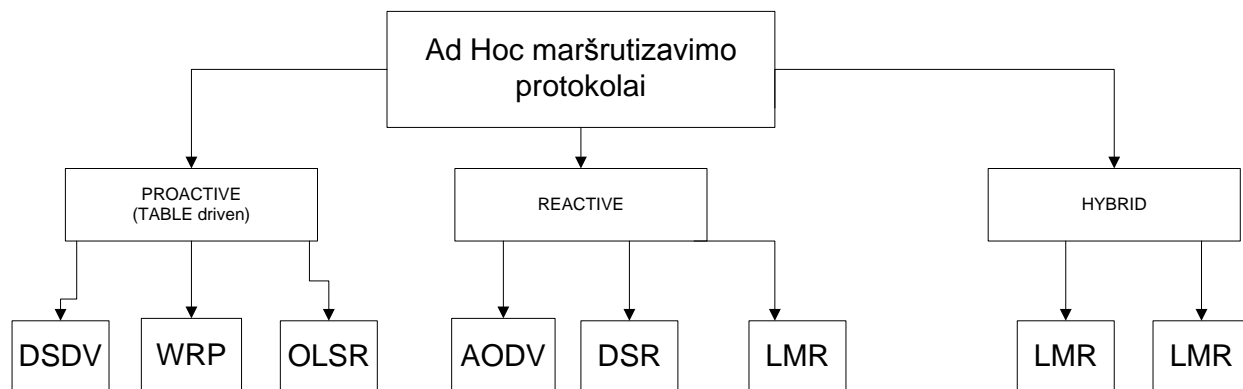 Ad Hoc maršrutizavimo
protokolai
PROACTIVE
(TABLE driven)
REACTIVE
HYBRID
DSDV
WRP
OLSR
AODV
DSR
LMR
LMR
LMR